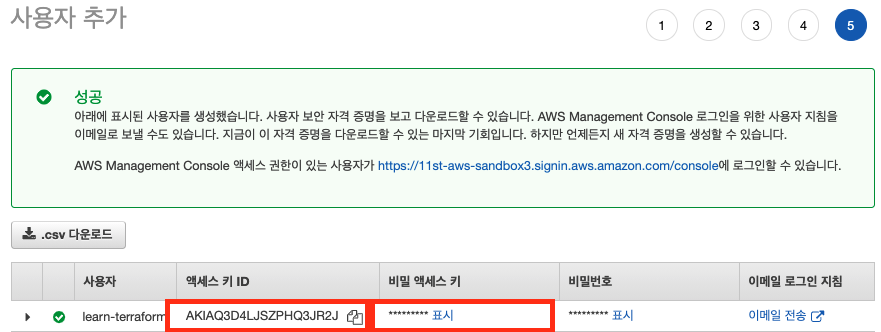 사용자 추가
1 2 3 4 5
성공
아래에 표시된 사용자를 생성했습니다. 사용자 보안 자격 증명을 보고 다운로드할 수 있습니다. AWS Management Console 로그인을 위한 사용자 지침을
이메일로 보낼 수도 있습니다. 지금이 이 자격 증명을 다운로드할 수 있는 마지막 기회입니다. 하지만 언제든지 새 자격 증명을 생성할 수 있습니다.
AWS Management Console 액세스 권한이 있는 사용자가 https://11st-aws-sandbox3.signin.aws.amazon.com/console에 로그인할 수 있습니다.
.csv 다운로드
사용자 액세스 키 ID 비밀 액세스 키 비밀번호 이메일 로그인 지침
learn-terraform AKIAQ3D4LJSZPHQ3JR2J ********* 표시 ********* 표시 이메일 전송